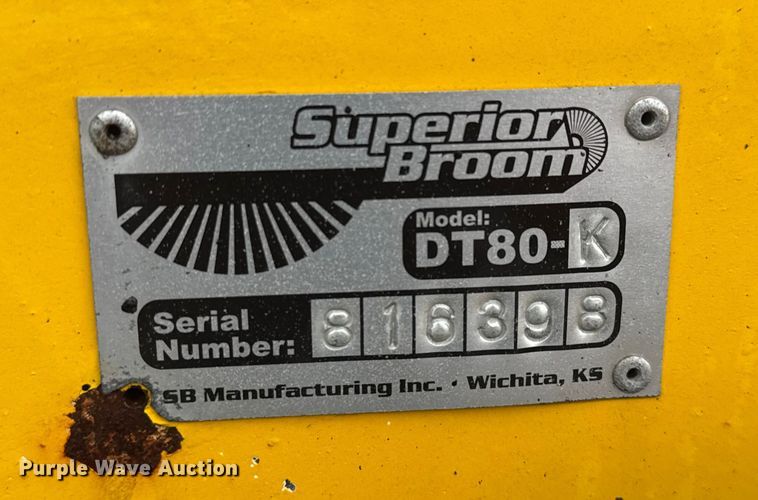 Superior
Broom
Model:
DT80-K
Serial
Number: 816398
SB Manufacturing Inc. · Wichita, KS
Purple Wave Auction